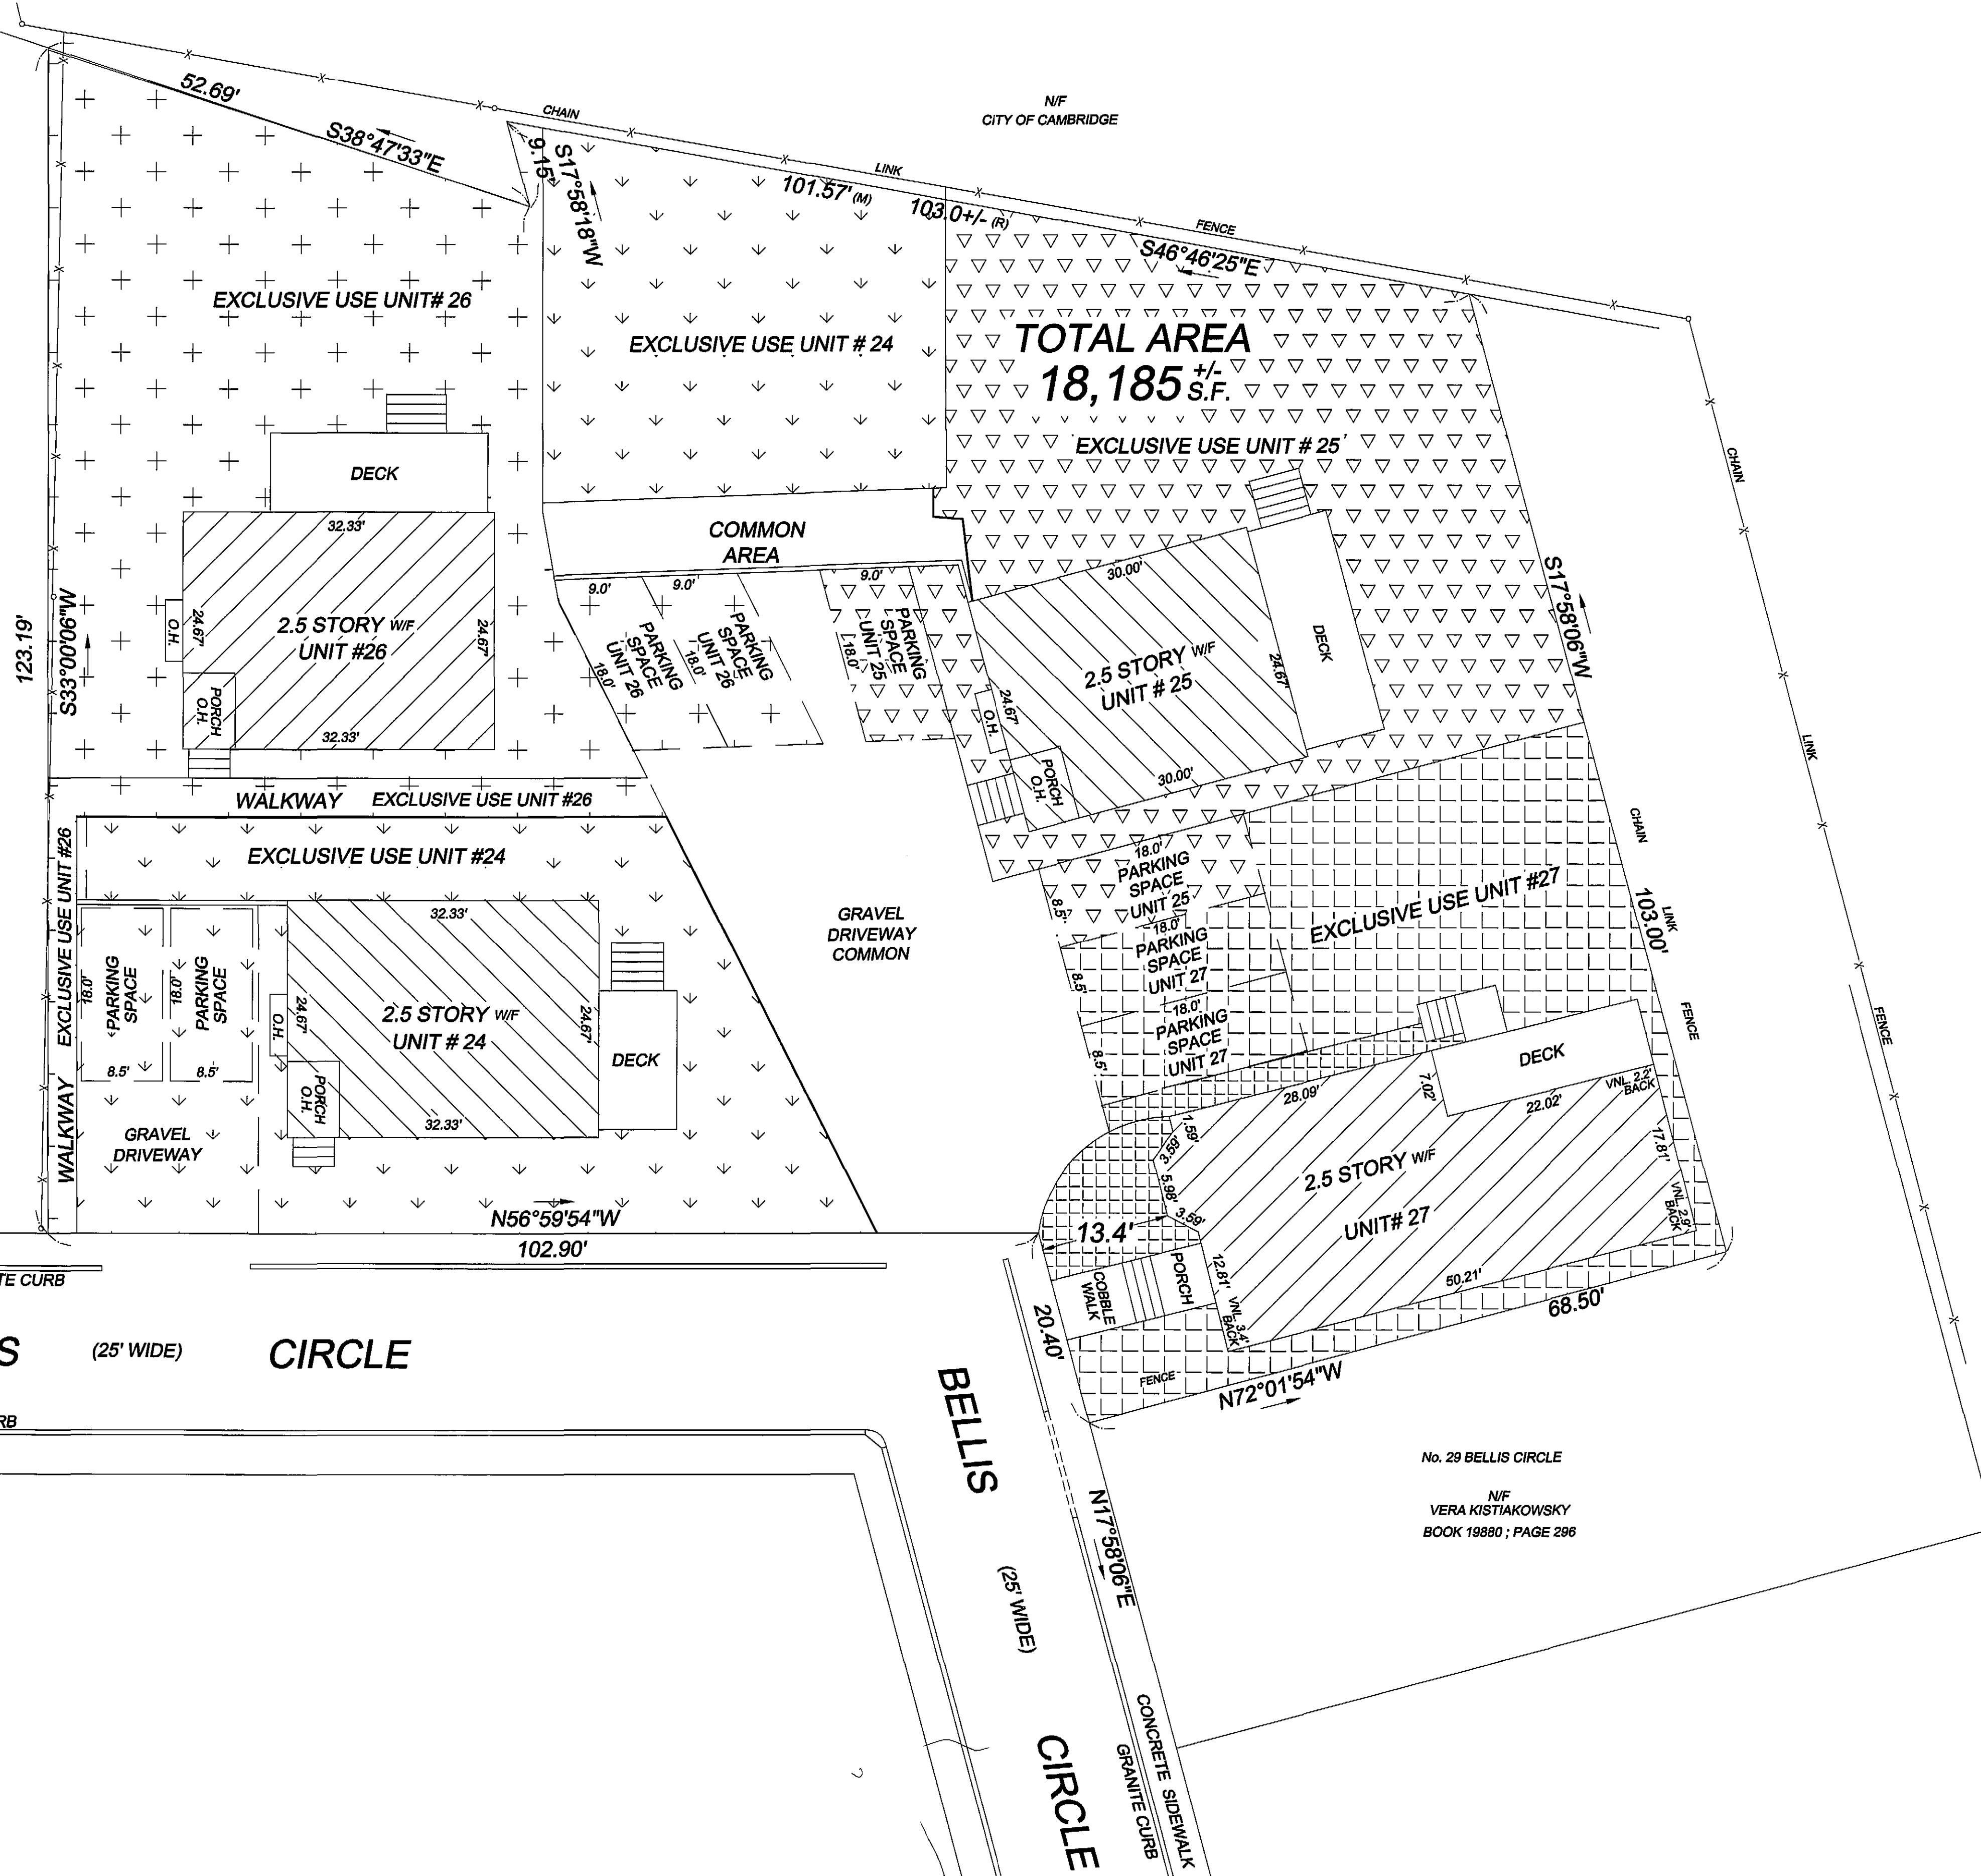 52.69'
S38°47'33"E
9.15'
S17°58'18"W
CHAIN
LINK
FENCE
N/F
CITY OF CAMBRIDGE
101.57' (M)
103.0+/- (R)
S46°46'25"E
EXCLUSIVE USE UNIT# 26
EXCLUSIVE USE UNIT # 24
TOTAL AREA
18,185 +/- S.F.
EXCLUSIVE USE UNIT # 25
DECK
COMMON
AREA
CHAIN
LINK
FENCE
123.19'
S33°00'06"W
32.33'
24.67'
24.67'
O.H.
2.5 STORY W/F
UNIT #26
PORCH
O.H.
32.33'
9.0'
9.0'
9.0'
PARKING
SPACE
UNIT 26
18.0'
PARKING
SPACE
UNIT 26
18.0'
PARKING
SPACE
UNIT 25
18.0'
30.00'
2.5 STORY W/F
UNIT # 25
24.67'
24.67'
O.H.
PORCH
O.H.
30.00'
DECK
S17°58'06"W
WALKWAY EXCLUSIVE USE UNIT #26
EXCLUSIVE USE UNIT #24
WALKWAY EXCLUSIVE USE UNIT #26
18.0'
PARKING
SPACE
8.5'
18.0'
PARKING
SPACE
8.5'
GRAVEL
DRIVEWAY
O.H.
32.33'
24.67'
24.67'
2.5 STORY W/F
UNIT # 24
PORCH
O.H.
32.33'
DECK
GRAVEL
DRIVEWAY
COMMON
18.0'
PARKING
SPACE
UNIT 25
8.5'
18.0'
PARKING
SPACE
UNIT 27
8.5'
18.0'
PARKING
SPACE
UNIT 27
8.5'
EXCLUSIVE USE UNIT #27
CHAIN
LINK
FENCE
103.00'
DECK
28.09'
7.02'
22.02'
VNL 2.2'
BACK
17.81'
VNL 2.9'
BACK
1.59'
3.59'
5.98'
3.59'
13.4'
2.5 STORY W/F
UNIT# 27
12.81'
VNL 3.4'
BACK
50.21'
PORCH
COBBLE
WALK
FENCE
68.50'
N72°01'54"W
20.40'
N56°59'54"W
102.90'
TE CURB
S (25' WIDE) CIRCLE
RB
BELLIS (25' WIDE) CIRCLE
N17°58'06"E
CONCRETE SIDEWALK
GRANITE CURB
No. 29 BELLIS CIRCLE
N/F
VERA KISTIAKOWSKY
BOOK 19880 ; PAGE 296